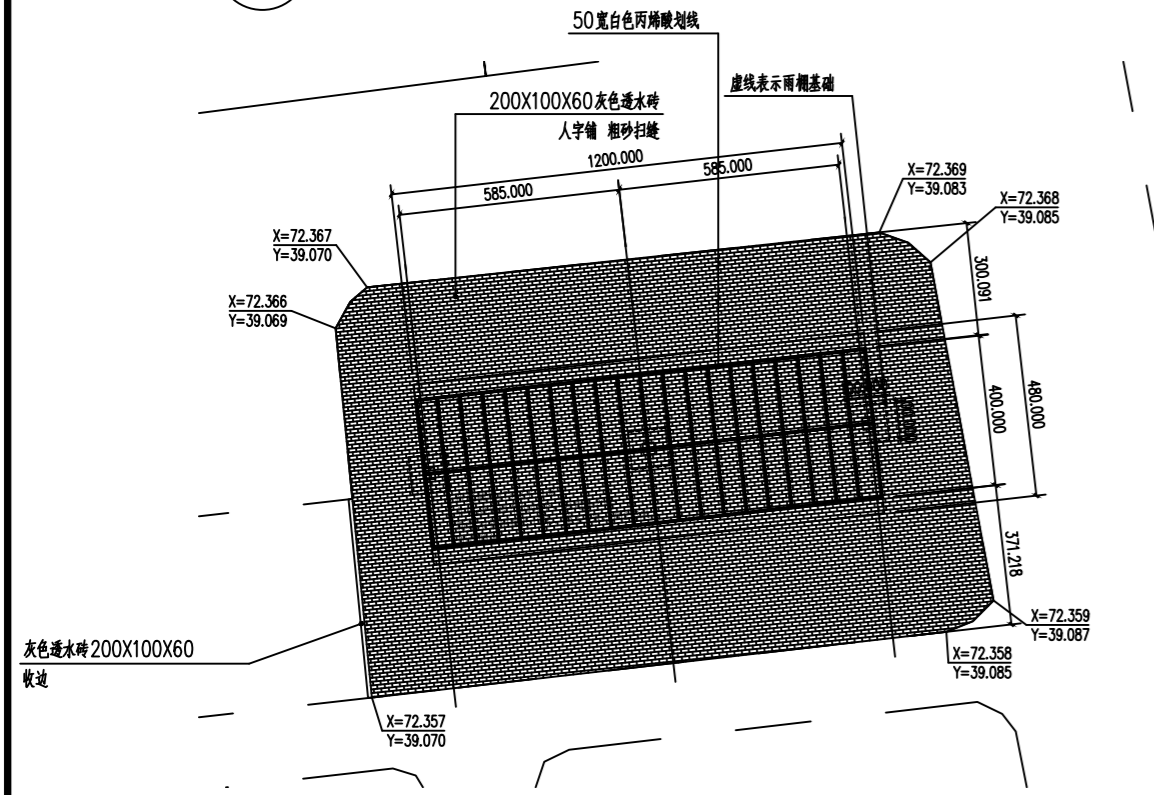 50宽白色丙烯酸划线
虚线表示雨棚基础
200X100X60灰色透水砖
人字铺 粗砂扫缝
1200.000
585.000
585.000
X=72.369
Y=39.083
X=72.368
Y=39.085
X=72.367
Y=39.070
X=72.366
Y=39.069
300.091
480.000
400.000
371.218
灰色透水砖200X100X60
收边
X=72.359
Y=39.087
X=72.358
Y=39.085
X=72.357
Y=39.070